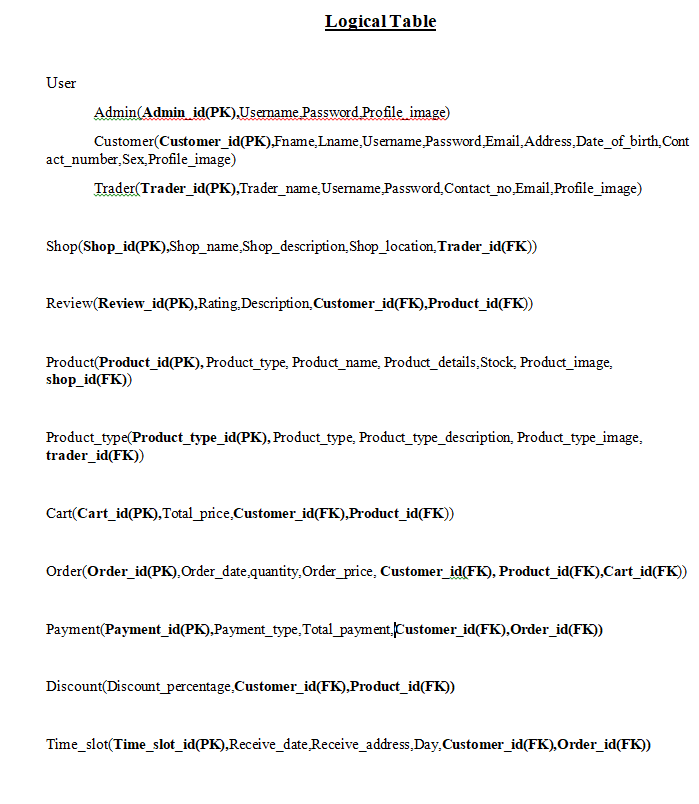 Logical Table
User
Admin(Admin_id(PK),Username,Password,Profile_image)
Customer(Customer_id(PK),Fname,Lname,Username,Password,Email,Address,Date_of_birth,Cont
act_number,Sex,Profile_image)
Trader(Trader_id(PK),Trader_name,Username,Password,Contact_no,Email,Profile_image)
Shop(Shop_id(PK),Shop_name,Shop_description,Shop_location,Trader_id(FK))
Review(Review_id(PK),Rating,Description,Customer_id(FK),Product_id(FK))
Product(Product_id(PK), Product_type, Product_name, Product_details,Stock, Product_image,
shop_id(FK))
Product_type(Product_type_id(PK), Product_type, Product_type_description, Product_type_image,
trader_id(FK))
Cart(Cart_id(PK),Total_price,Customer_id(FK),Product_id(FK))
Order(Order_id(PK),Order_date,quantity,Order_price, Customer_id(FK), Product_id(FK),Cart_id(FK))
Payment(Payment_id(PK),Payment_type,Total_payment,Customer_id(FK),Order_id(FK))
Discount(Discount_percentage,Customer_id(FK),Product_id(FK))
Time_slot(Time_slot_id(PK),Receive_date,Receive_address,Day,Customer_id(FK),Order_id(FK))